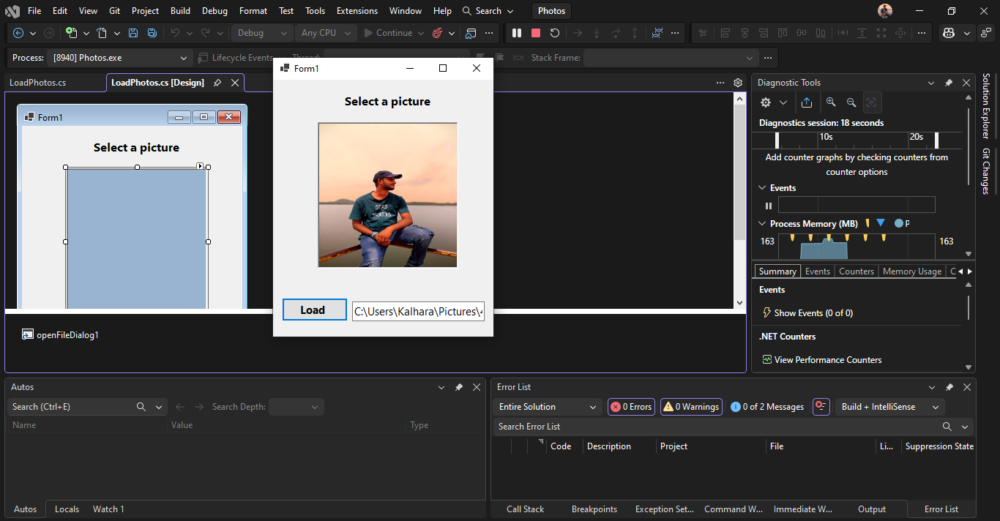 File Edit View Git Project Build Debug Format Test Tools Extensions Window Help Search Photos
Debug Any CPU Continue
Process: [8940] Photos.exe Lifecycle Events Thread: Stack Frame:
LoadPhotos.cs LoadPhotos.cs [Design]
Form1
Select a picture
openFileDialog1
Form1
Select a picture
DEAD
THREAD
Load C:\Users\Kalhara\Pictures\
Diagnostic Tools
Diagnostics session: 18 seconds
10s 20s
Add counter graphs by checking counters from
counter options
Events
Process Memory (MB) P
163 163
Summary Events Counters Memory Usage C
Events
Show Events (0 of 0)
.NET Counters
View Performance Counters
Solution Explorer
Git Changes
Autos
Search (Ctrl+E) Search Depth:
Name Value Type
Autos Locals Watch 1
Error List
Entire Solution 0 Errors 0 Warnings 0 of 2 Messages Build + IntelliSense
Search Error List
Code Description Project File Li... Suppression State
Call Stack Breakpoints Exception Set... Command W... Immediate W... Output Error List